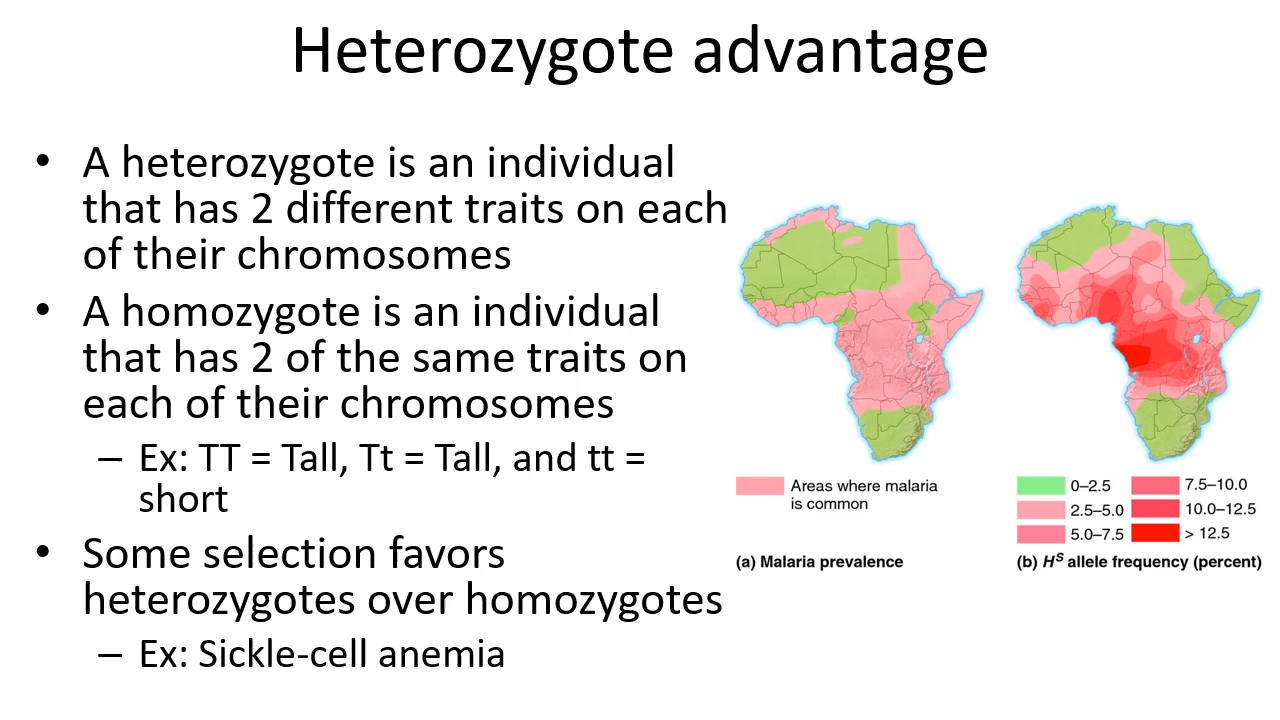 Heterozygote advantage
• A heterozygote is an individual
that has 2 different traits on each
of their chromosomes
• A homozygote is an individual
that has 2 of the same traits on
each of their chromosomes
– Ex: TT = Tall, Tt = Tall, and tt =
short
• Some selection favors
heterozygotes over homozygotes
– Ex: Sickle-cell anemia
Areas where malaria
is common
(a) Malaria prevalence
0–2.5
2.5–5.0
5.0–7.5
7.5–10.0
10.0–12.5
> 12.5
(b) Hˢ allele frequency (percent)